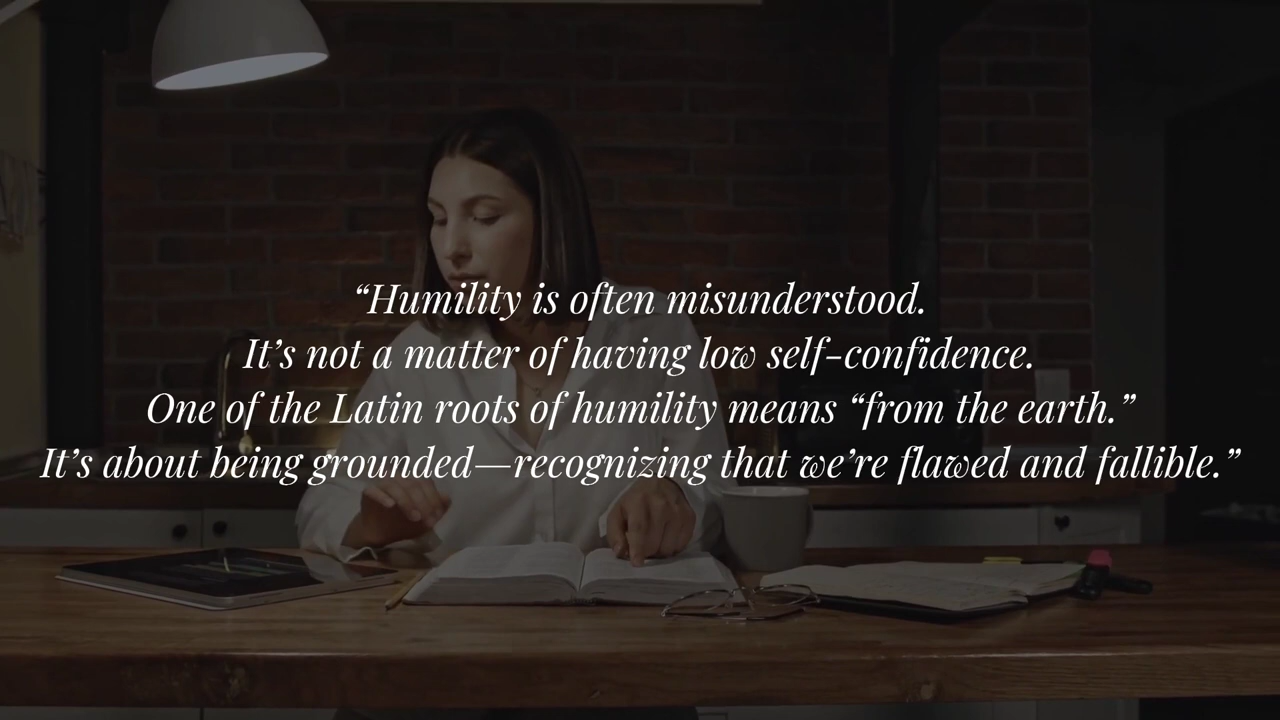 “Humility is often misunderstood.
It’s not a matter of having low self-confidence.
One of the Latin roots of humility means “from the earth.”
It’s about being grounded—recognizing that we’re flawed and fallible.”